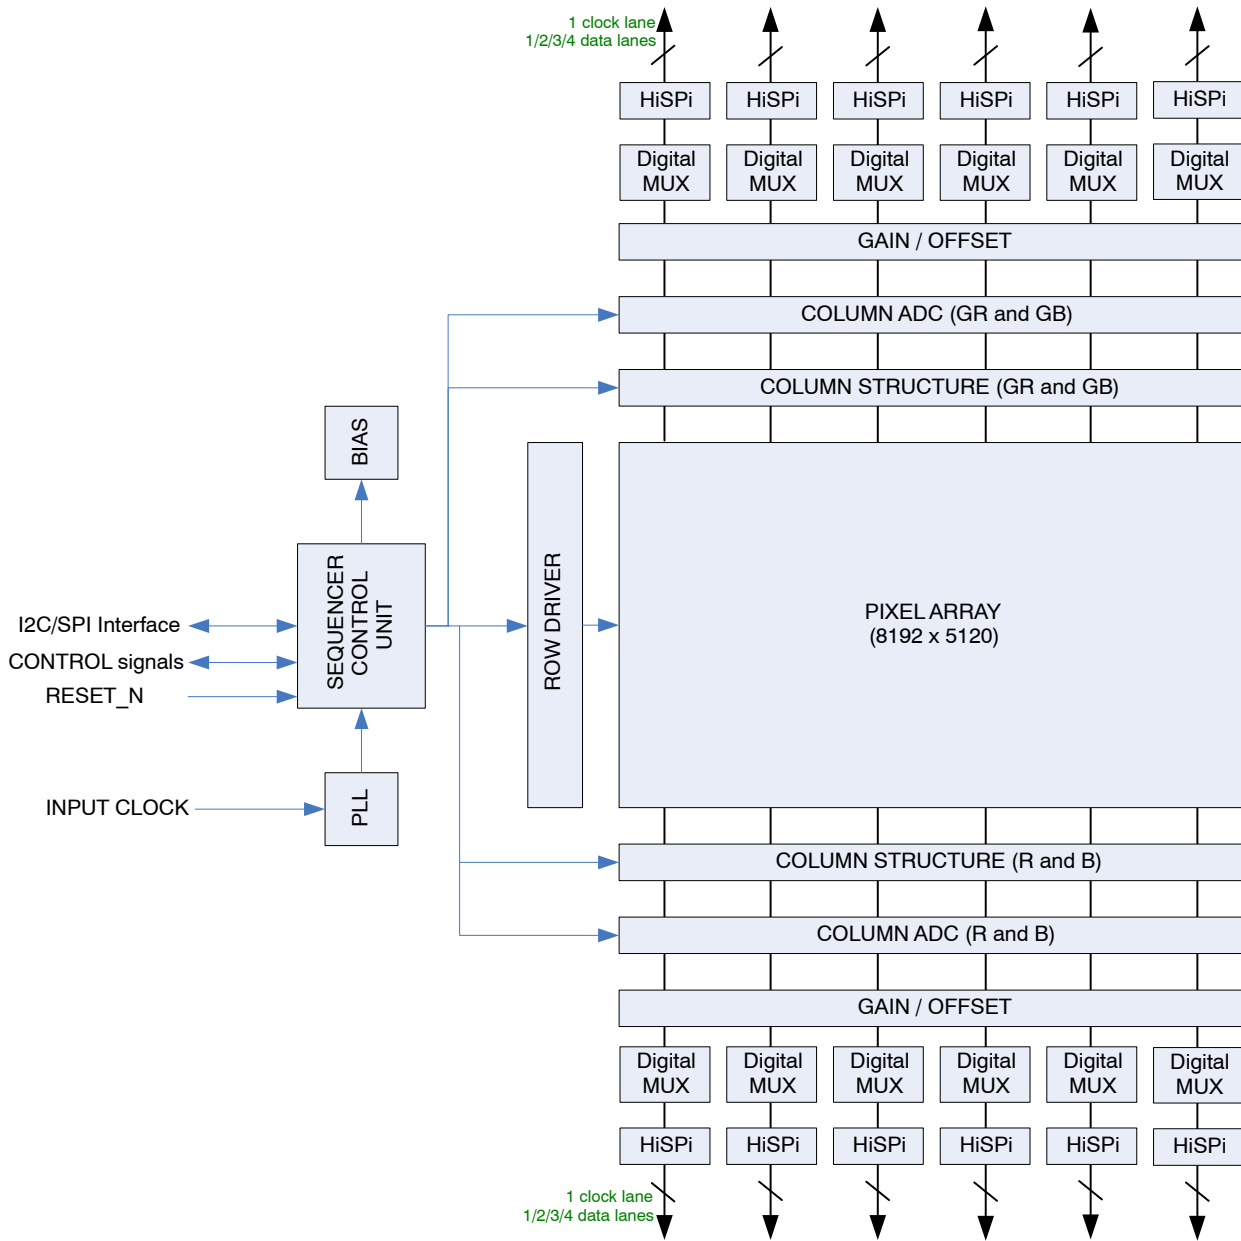 1 clock lane
1/2/3/4 data lanes
HiSPi HiSPi HiSPi HiSPi HiSPi HiSPi
Digital MUX Digital MUX Digital MUX Digital MUX Digital MUX Digital MUX
GAIN / OFFSET
COLUMN ADC (GR and GB)
COLUMN STRUCTURE (GR and GB)
BIAS
SEQUENCER
CONTROL
UNIT
ROW DRIVER
PIXEL ARRAY
(8192 x 5120)
I2C/SPI Interface
CONTROL signals
RESET_N
INPUT CLOCK
PLL
COLUMN STRUCTURE (R and B)
COLUMN ADC (R and B)
GAIN / OFFSET
Digital MUX Digital MUX Digital MUX Digital MUX Digital MUX Digital MUX
HiSPi HiSPi HiSPi HiSPi HiSPi HiSPi
1 clock lane
1/2/3/4 data lanes